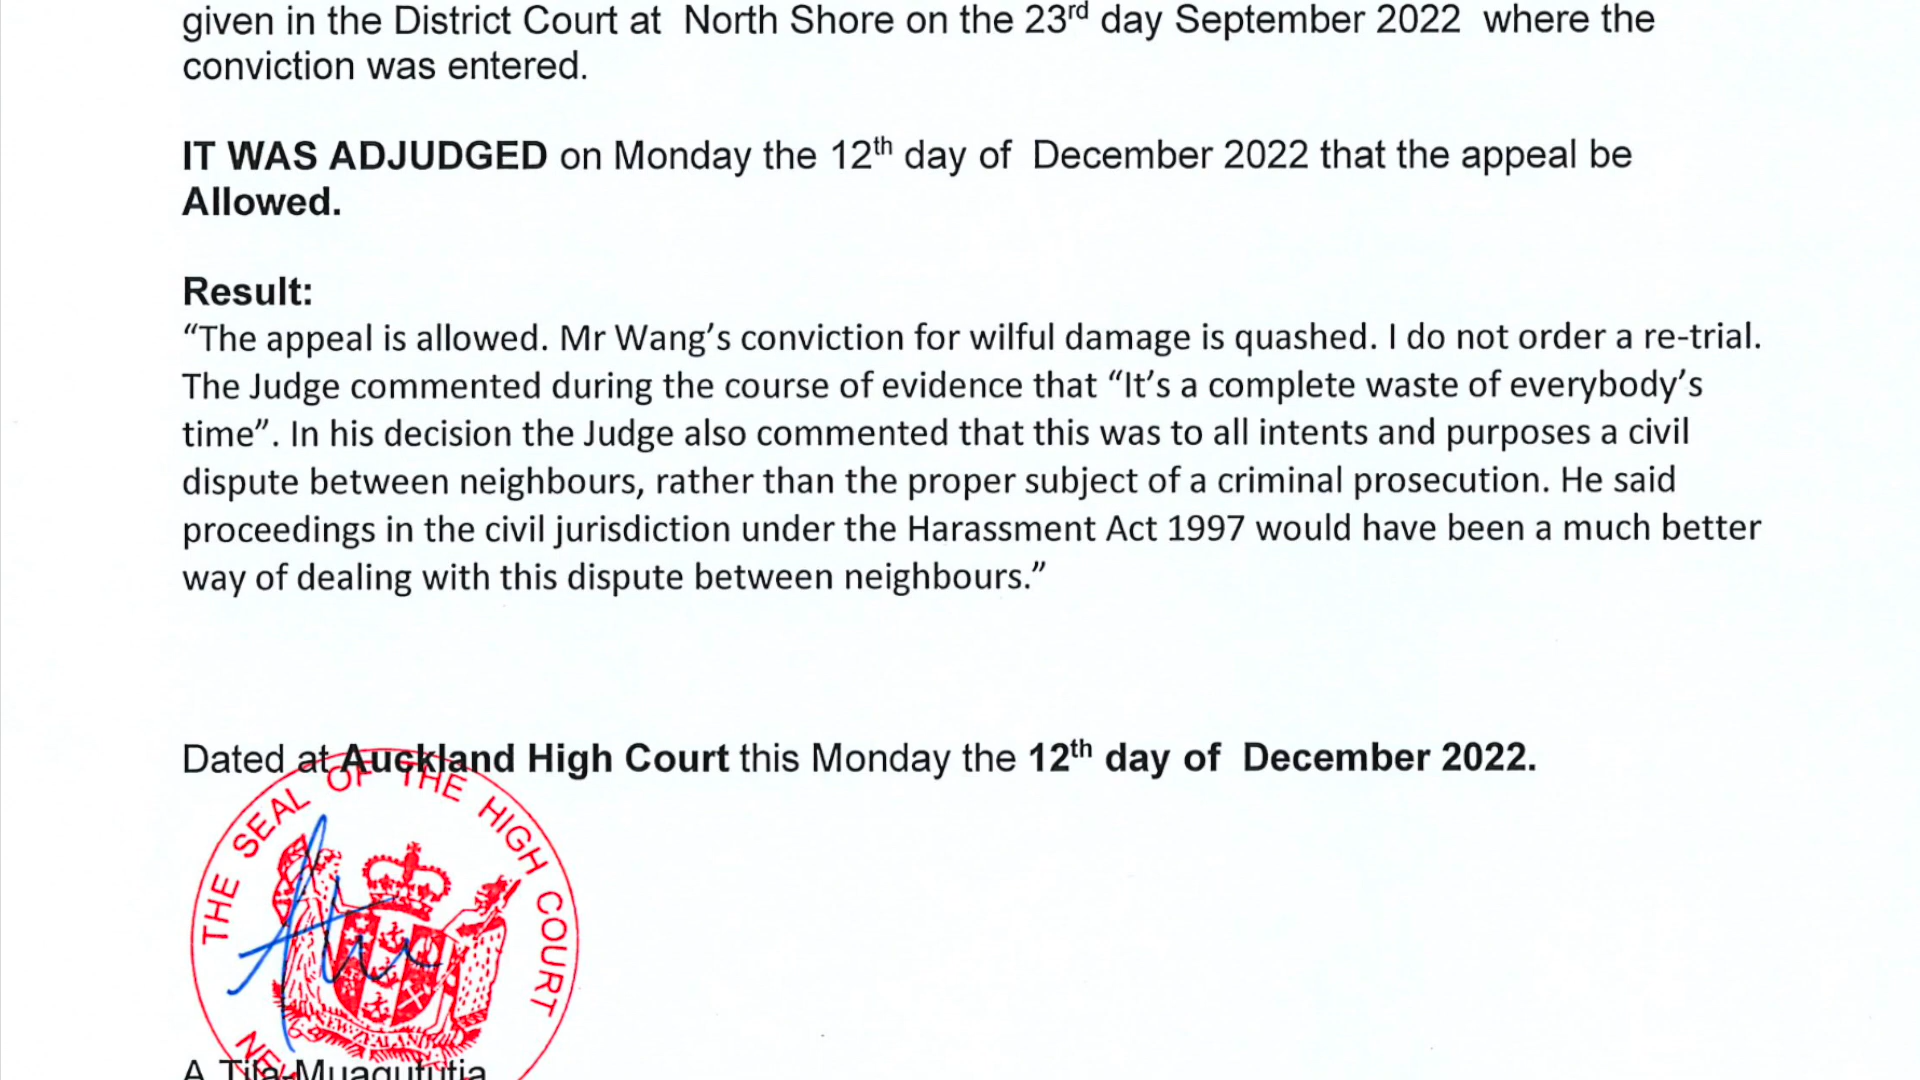 given in the District Court at North Shore on the 23rd day September 2022 where the
conviction was entered.
IT WAS ADJUDGED on Monday the 12th day of December 2022 that the appeal be
Allowed.
Result:
“The appeal is allowed. Mr Wang’s conviction for wilful damage is quashed. I do not order a re-trial.
The Judge commented during the course of evidence that “It’s a complete waste of everybody’s
time”. In his decision the Judge also commented that this was to all intents and purposes a civil
dispute between neighbours, rather than the proper subject of a criminal prosecution. He said
proceedings in the civil jurisdiction under the Harassment Act 1997 would have been a much better
way of dealing with this dispute between neighbours.”
Dated at Auckland High Court this Monday the 12th day of December 2022.
THE SEAL OF THE HIGH COURT
NEW ZEALAND
A Tila-Muagututia